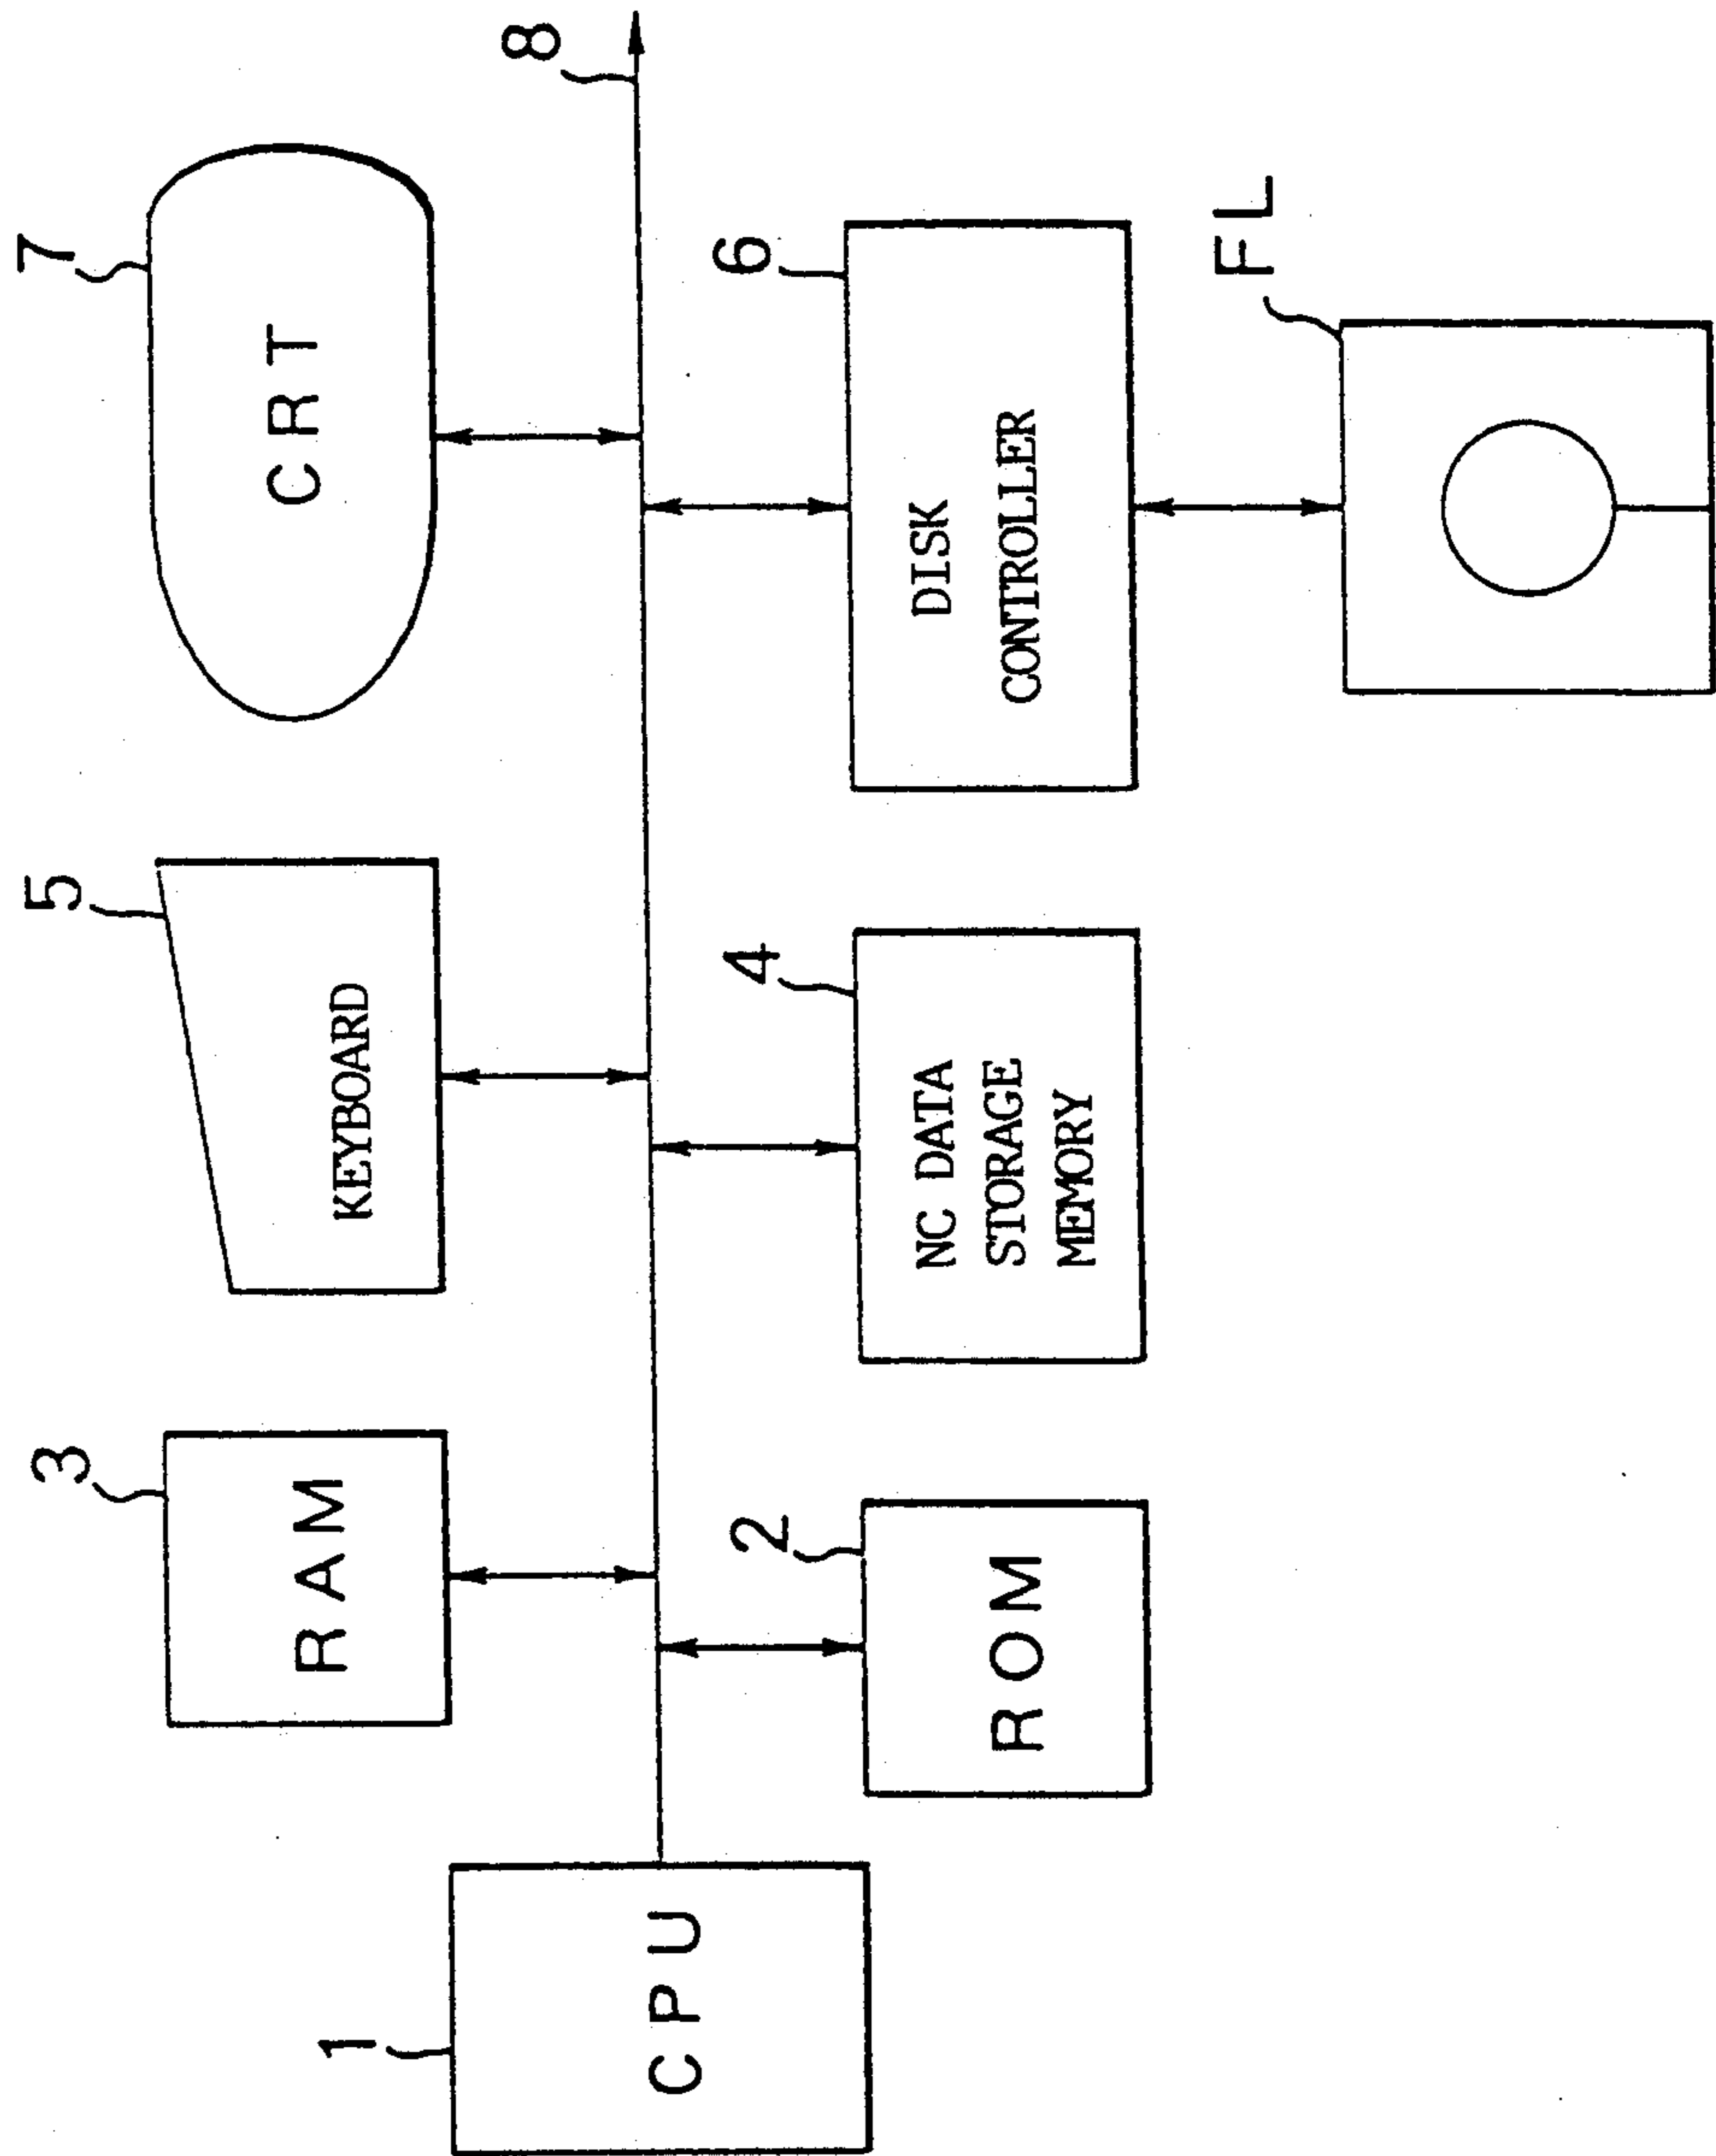 1
CPU
3
RAM
2
ROM
5
KEYBOARD
4
NC DATA
STORAGE
MEMORY
7
CRT
6
DISK
CONTROLLER
8
FL